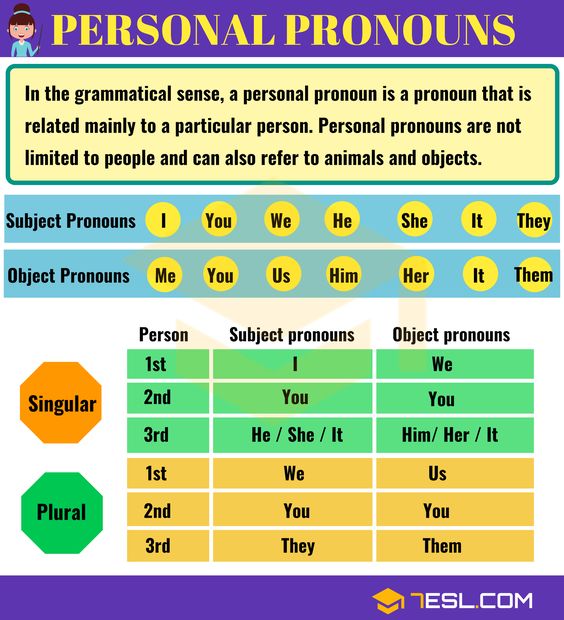 PERSONAL PRONOUNS
In the grammatical sense, a personal pronoun is a pronoun that is
related mainly to a particular person. Personal pronouns are not
limited to people and can also refer to animals and objects.
Subject Pronouns I You We He She It They
Object Pronouns Me You Us Him Her It Them
Person Subject pronouns Object pronouns
Singular
1st I We
2nd You You
3rd He / She / It Him/ Her / It
Plural
1st We Us
2nd You You
3rd They Them
7ESL.COM